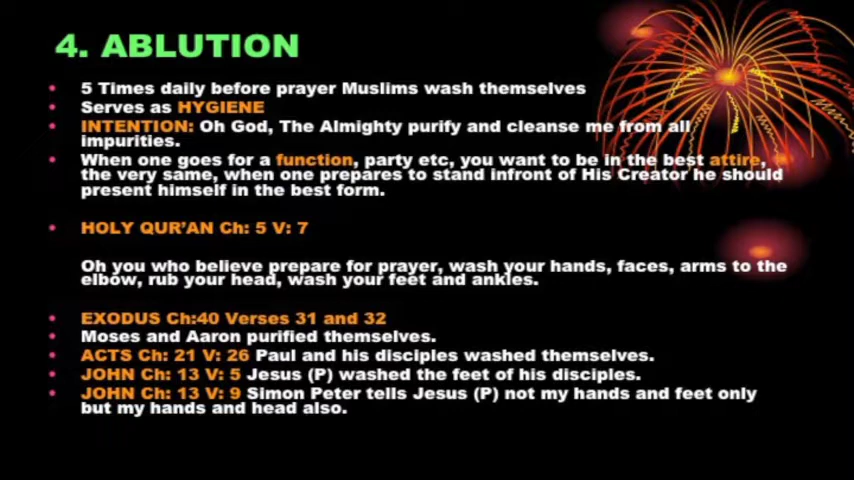 4. ABLUTION
• 5 Times daily before prayer Muslims wash themselves
• Serves as HYGIENE
• INTENTION: Oh God, The Almighty purify and cleanse me from all
impurities.
• When one goes for a function, party etc, you want to be in the best attire,
the very same, when one prepares to stand infront of His Creator he should
present himself in the best form.
• HOLY QUR'AN Ch: 5 V: 7
Oh you who believe prepare for prayer, wash your hands, faces, arms to the
elbow, rub your head, wash your feet and ankles.
• EXODUS Ch:40 Verses 31 and 32
• Moses and Aaron purified themselves.
• ACTS Ch: 21 V: 26 Paul and his disciples washed themselves.
• JOHN Ch: 13 V: 5 Jesus (P) washed the feet of his disciples.
• JOHN Ch: 13 V: 9 Simon Peter tells Jesus (P) not my hands and feet only
but my hands and head also.